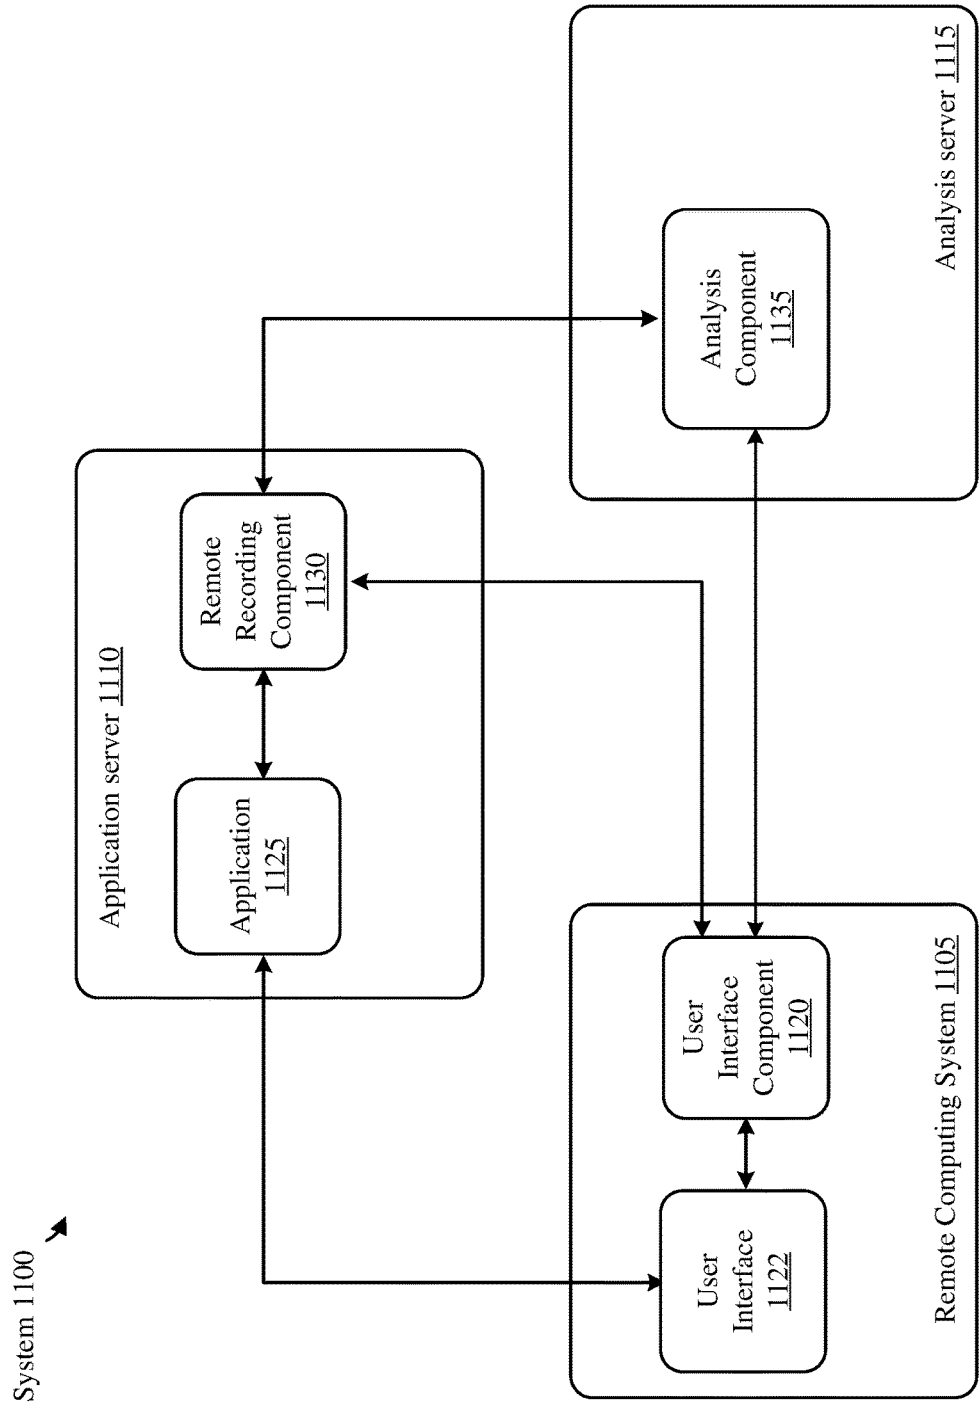 System 1100
Application server 1110
Application
1125
Remote
Recording
Component
1130
User
Interface
1122
User
Interface
Component
1120
Remote Computing System 1105
Analysis
Component
1135
Analysis server 1115